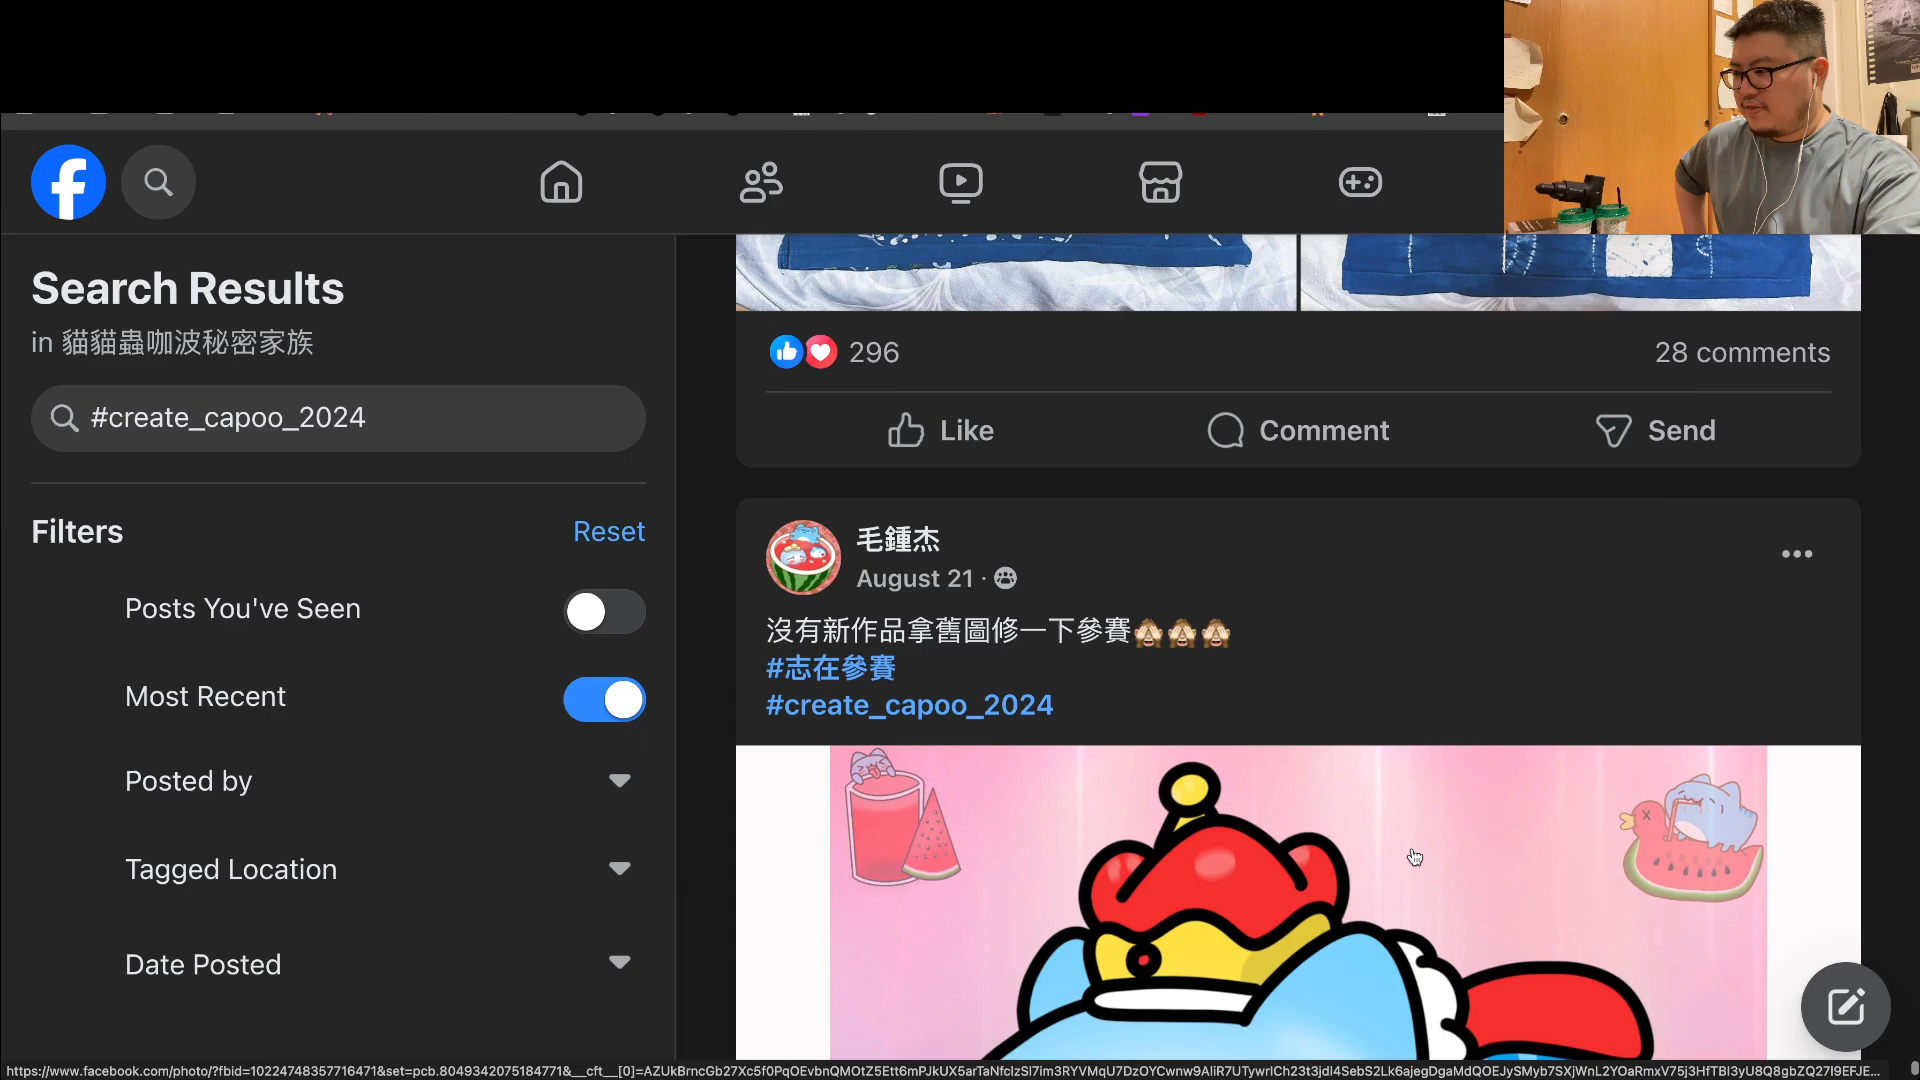 Search Results
in 貓貓蟲咖波秘密家族
#create_capoo_2024
Filters
Reset
Posts You've Seen
Most Recent
Posted by
Tagged Location
Date Posted
296
28 comments
Like
Comment
Send
毛鍾杰
August 21 ·
沒有新作品拿舊圖修一下參賽🙈🙈🙈
#志在參賽
#create_capoo_2024